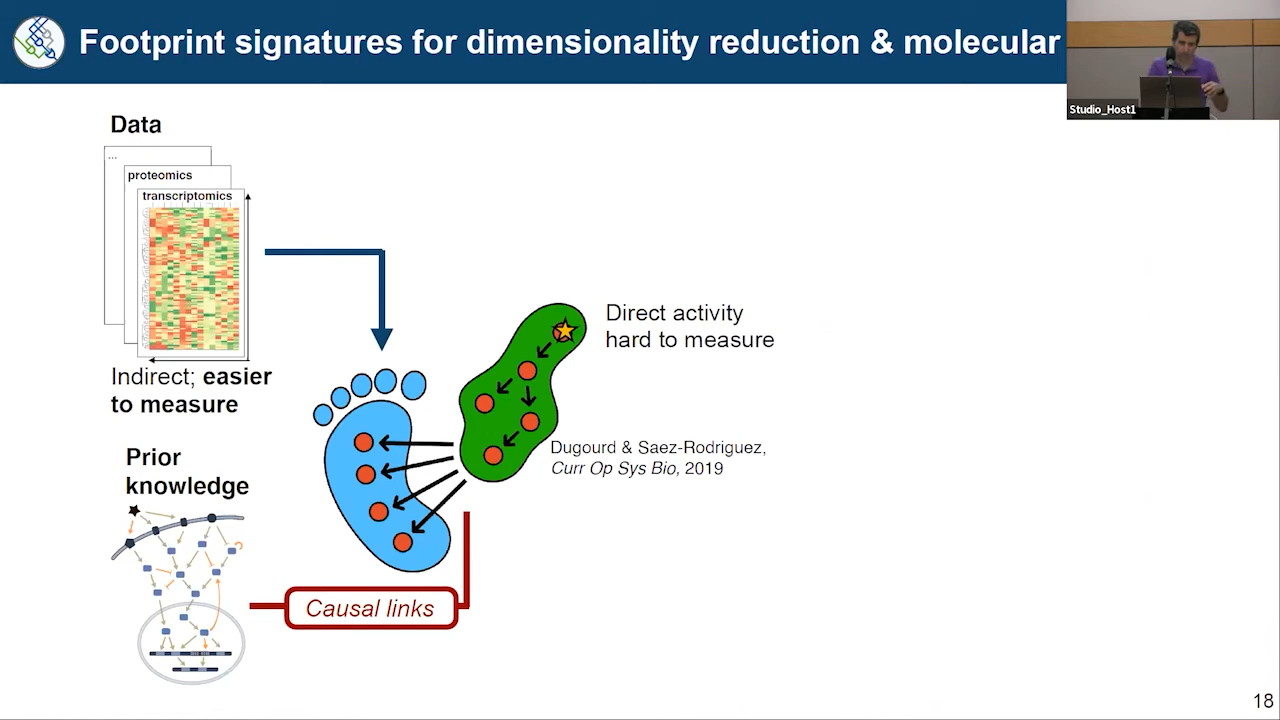 Footprint signatures for dimensionality reduction & molecular
Studio_Host1
Data
...
proteomics
transcriptomics
Indirect; easier
to measure
Direct activity
hard to measure
Dugourd & Saez-Rodriguez,
Curr Op Sys Bio, 2019
Prior
knowledge
Causal links
18